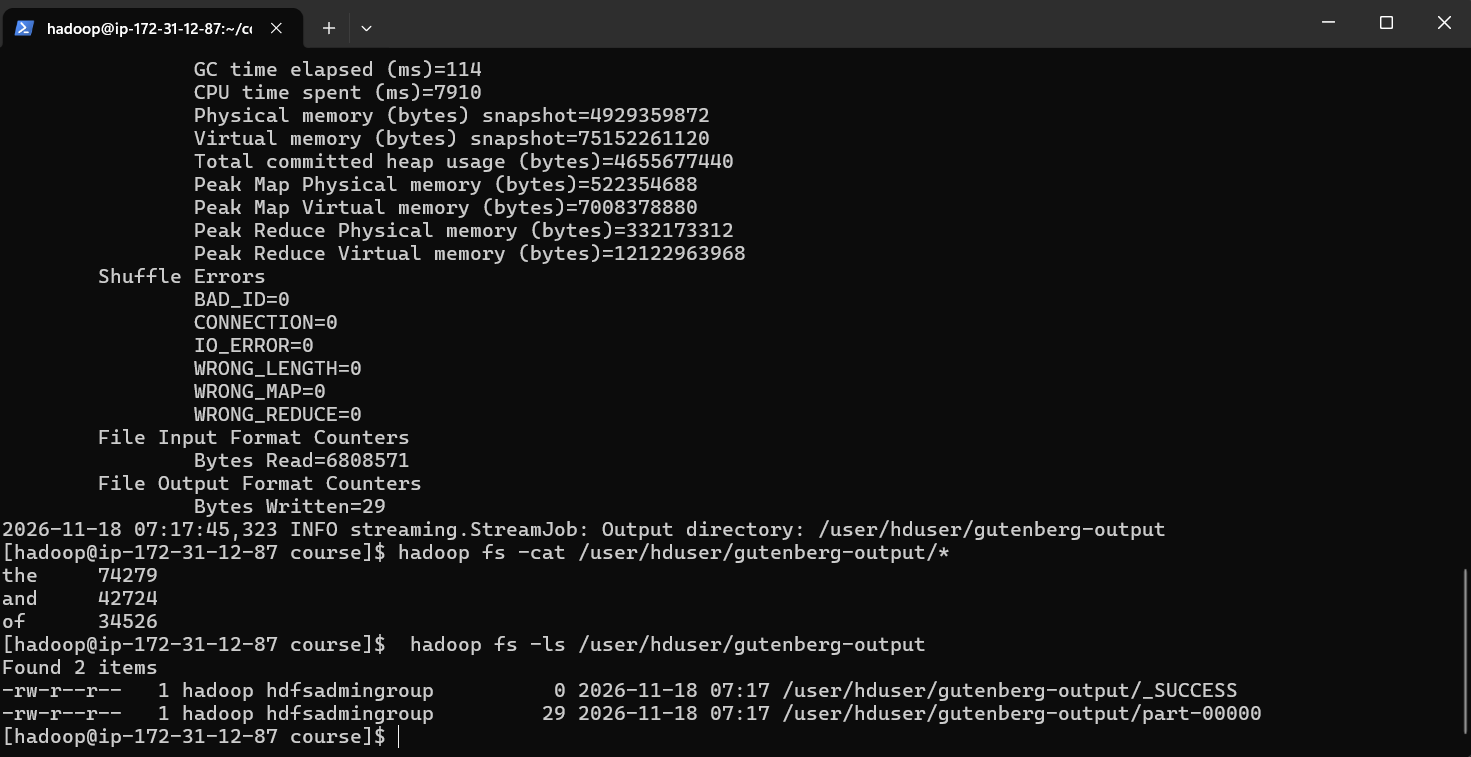 hadoop@ip-172-31-12-87:~/cc
GC time elapsed (ms)=114
CPU time spent (ms)=7910
Physical memory (bytes) snapshot=4929359872
Virtual memory (bytes) snapshot=75152261120
Total committed heap usage (bytes)=4655677440
Peak Map Physical memory (bytes)=522354688
Peak Map Virtual memory (bytes)=7008378880
Peak Reduce Physical memory (bytes)=332173312
Peak Reduce Virtual memory (bytes)=12122963968
Shuffle Errors
BAD_ID=0
CONNECTION=0
IO_ERROR=0
WRONG_LENGTH=0
WRONG_MAP=0
WRONG_REDUCE=0
File Input Format Counters
Bytes Read=6808571
File Output Format Counters
Bytes Written=29
2026-11-18 07:17:45,323 INFO streaming.StreamJob: Output directory: /user/hduser/gutenberg-output
[hadoop@ip-172-31-12-87 course]$ hadoop fs -cat /user/hduser/gutenberg-output/*
the     74279
and     42724
of      34526
[hadoop@ip-172-31-12-87 course]$  hadoop fs -ls /user/hduser/gutenberg-output
Found 2 items
-rw-r--r--   1 hadoop hdfsadmingroup          0 2026-11-18 07:17 /user/hduser/gutenberg-output/_SUCCESS
-rw-r--r--   1 hadoop hdfsadmingroup         29 2026-11-18 07:17 /user/hduser/gutenberg-output/part-00000
[hadoop@ip-172-31-12-87 course]$